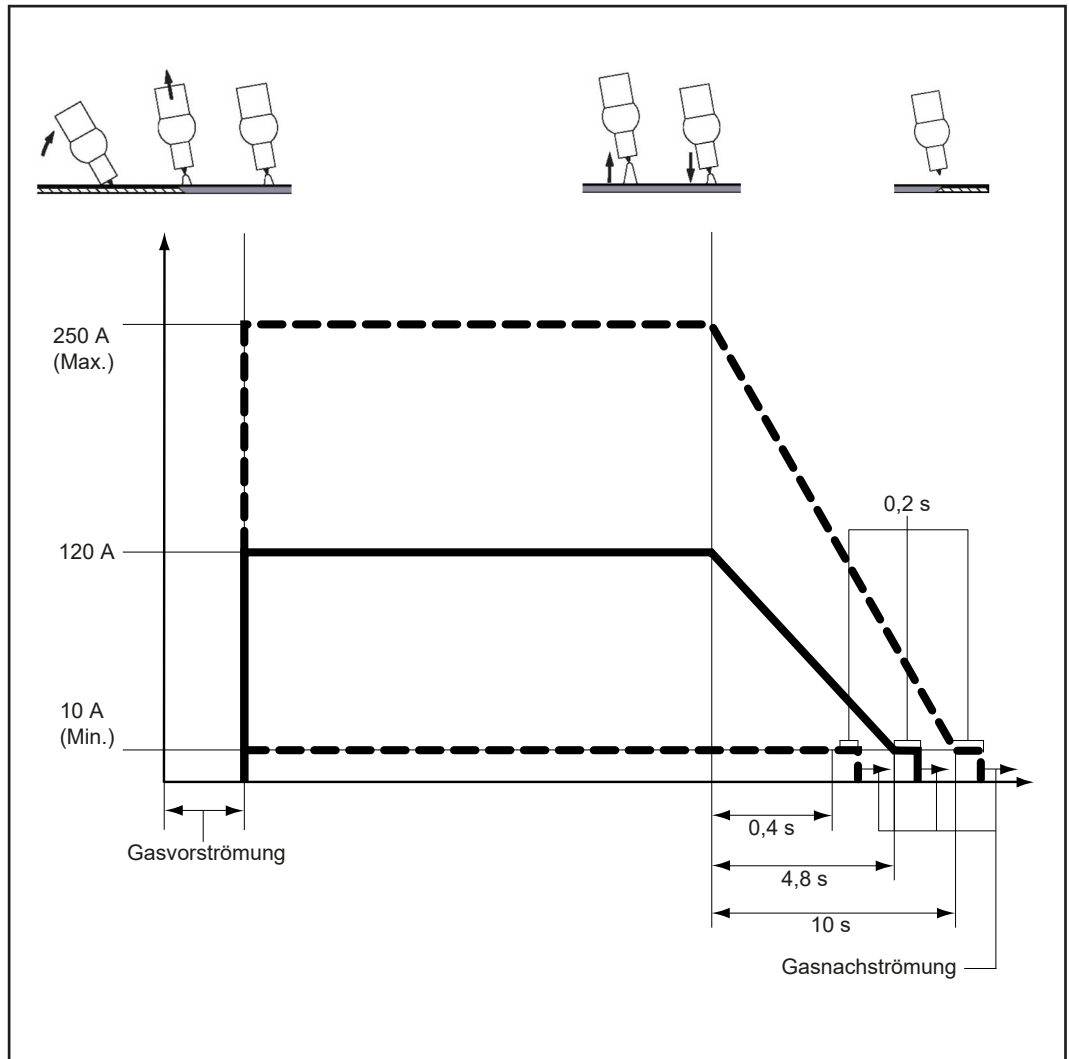 250 A
(Max.)
0,2 s
120 A
10 A
(Min.)
0,4 s
Gasvorströmung
4,8 s
10 s
Gasnachströmung